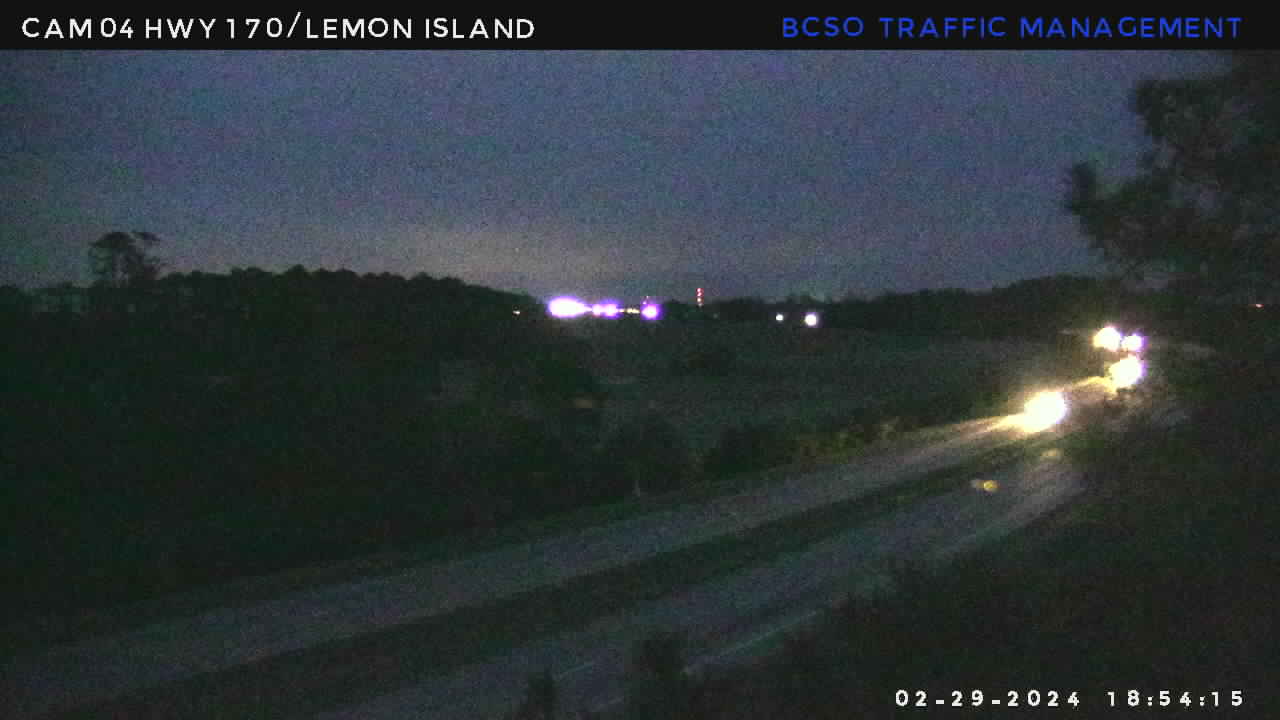 CAM04 HWY 170/LEMON ISLAND
BCSO TRAFFIC MANAGEMENT
02-29-2024 18:54:15